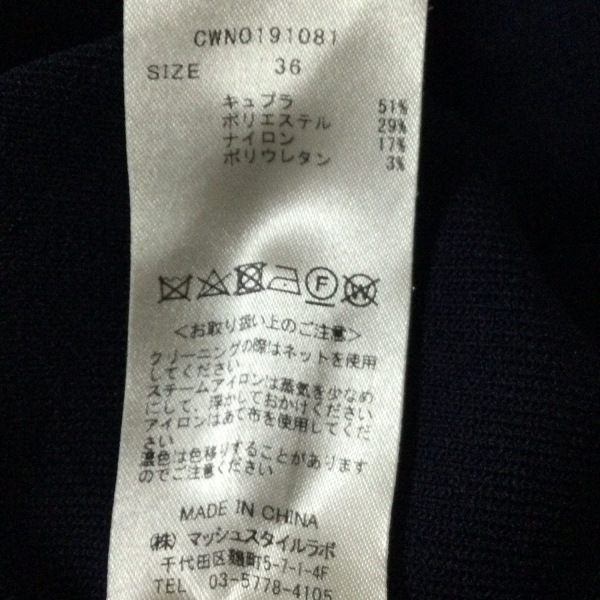 CWNO191081
SIZE 36
キュプラ 51%
ポリエステル 29%
ナイロン 17%
ポリウレタン 3%
F W
<お取り扱い上のご注意>
クリーニングの際はネットを使用
してください
スチームアイロンは蒸気を少なめ
にして、浮かしておかけください
アイロンはあて布を使用してくだ
さい
濃色は色移りすることがあります
のでご注意ください
MADE IN CHINA
(株) マッシュスタイルラボ
千代田区麹町5-7-1-4F
TEL 03-5778-4105